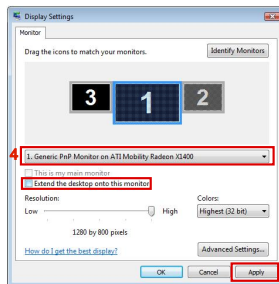 Display Settings
Monitor
Drag the icons to match your monitors.
Identify Monitors
3
1
2
4
1. Generic PnP Monitor on ATI Mobility Radeon X1400
This is my main monitor
Extend the desktop onto this monitor
Resolution:
Colors:
Low
High
Highest (32 bit)
1280 by 800 pixels
How do I get the best display?
Advanced Settings...
OK
Cancel
Apply